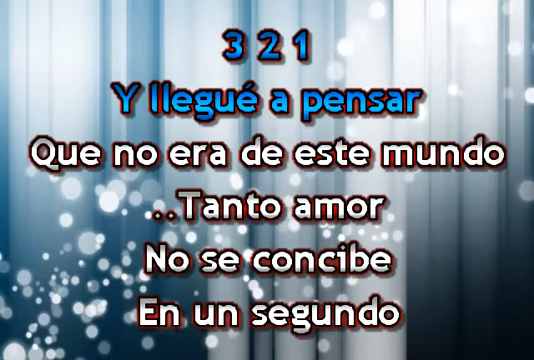 3 2 1
Y llegué a pensar
Que no era de este mundo
..Tanto amor
No se concibe
En un segundo